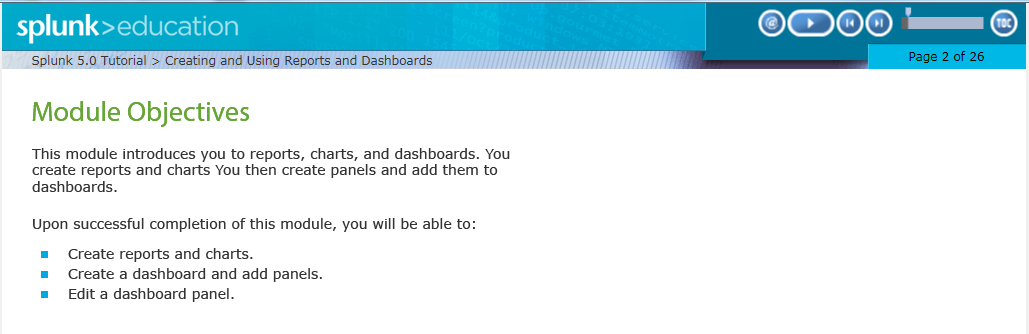 splunk>education
TOC
Splunk 5.0 Tutorial > Creating and Using Reports and Dashboards
Page 2 of 26
Module Objectives
This module introduces you to reports, charts, and dashboards. You
create reports and charts You then create panels and add them to
dashboards.
Upon successful completion of this module, you will be able to:
Create reports and charts.
Create a dashboard and add panels.
Edit a dashboard panel.